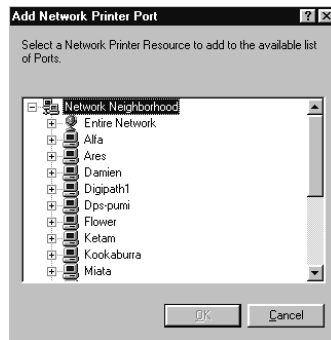 Add Network Printer Port
Select a Network Printer Resource to add to the available list
of Ports.
Network Neighborhood
Entire Network
Alfa
Ares
Damien
Digipath1
Dps-pumi
Flower
Ketam
Kookaburra
Miata
OK
Cancel